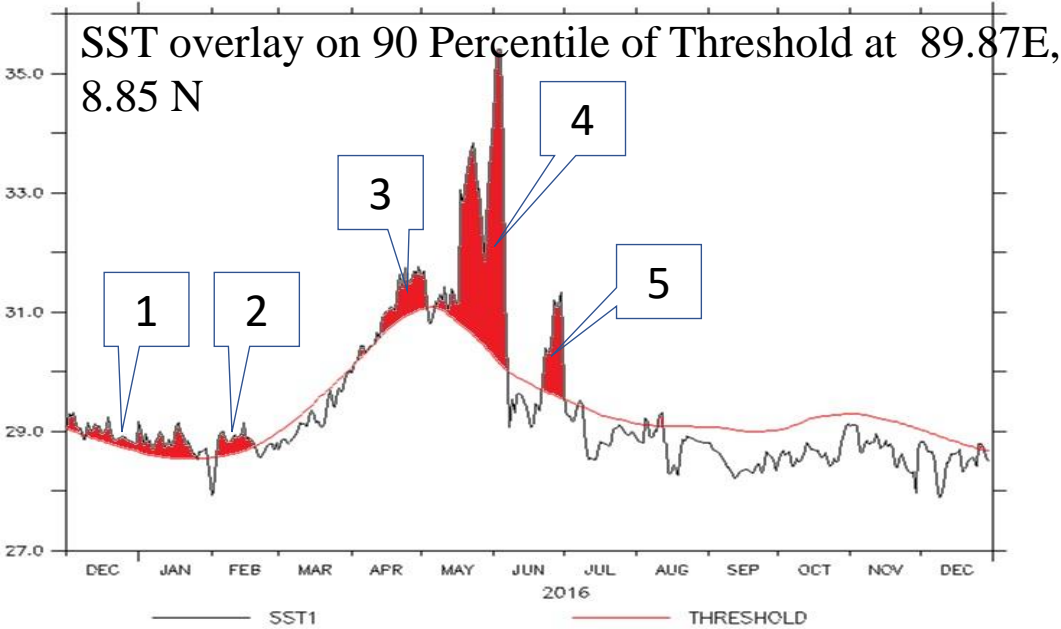 SST overlay on 90 Percentile of Threshold at 89.87E,
8.85 N
35.0
33.0
31.0
29.0
27.0
1
2
3
4
5
DEC JAN FEB MAR APR MAY JUN JUL AUG SEP OCT NOV DEC
2016
SST1 THRESHOLD